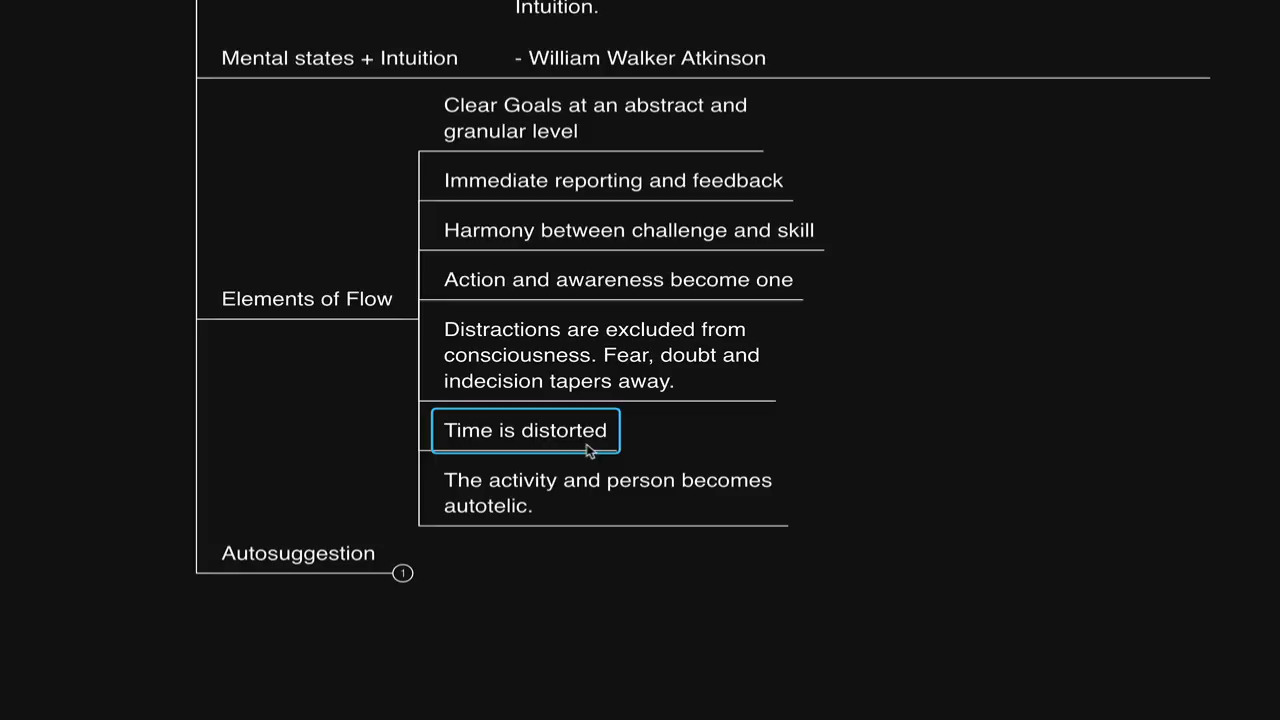 Intuition.
Mental states + Intuition
- William Walker Atkinson
Clear Goals at an abstract and
granular level
Immediate reporting and feedback
Harmony between challenge and skill
Action and awareness become one
Elements of Flow
Distractions are excluded from
consciousness. Fear, doubt and
indecision tapers away.
Time is distorted
The activity and person becomes
autotelic.
Autosuggestion
1